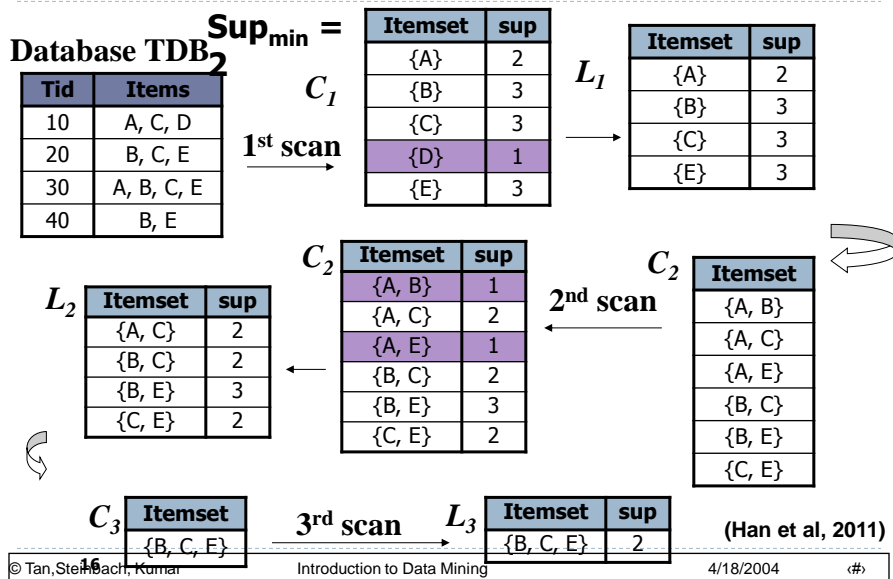 Sup_min = 2
Database TDB
Tid Items
10 A, C, D
20 B, C, E
30 A, B, C, E
40 B, E
1st scan
C1
Itemset sup
{A} 2
{B} 3
{C} 3
{D} 1
{E} 3
L1
Itemset sup
{A} 2
{B} 3
{C} 3
{E} 3
C2
Itemset
{A, B}
{A, C}
{A, E}
{B, C}
{B, E}
{C, E}
2nd scan
C2
Itemset sup
{A, B} 1
{A, C} 2
{A, E} 1
{B, C} 2
{B, E} 3
{C, E} 2
L2
Itemset sup
{A, C} 2
{B, C} 2
{B, E} 3
{C, E} 2
C3
Itemset
{B, C, E}
3rd scan
L3
Itemset sup
{B, C, E} 2
(Han et al, 2011)
© Tan,Steinbach, Kumar Introduction to Data Mining 4/18/2004 ‹#›
16